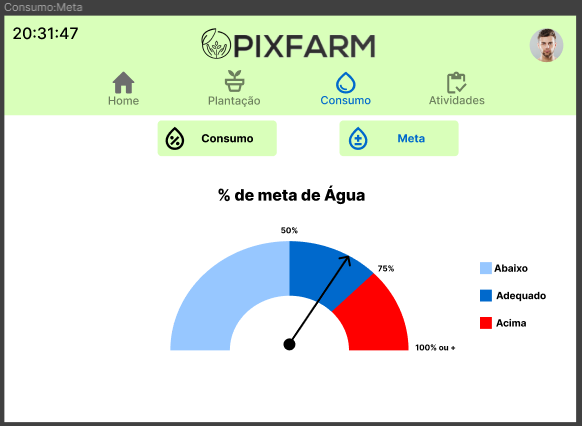 Consumo:Meta
20:31:47
PIXFARM
Home
Plantação
Consumo
Atividades
Consumo
Meta
% de meta de Água
50%
75%
100% ou +
Abaixo
Adequado
Acima